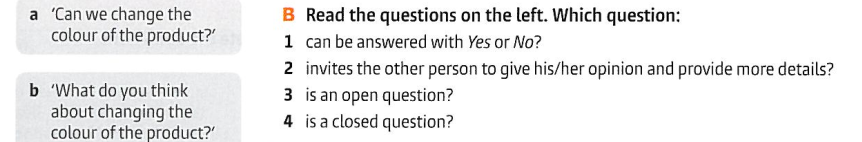 a 'Can we change the
colour of the product?'
b 'What do you think
about changing the
colour of the product?'
B Read the questions on the left. Which question:
1 can be answered with Yes or No?
2 invites the other person to give his/her opinion and provide more details?
3 is an open question?
4 is a closed question?